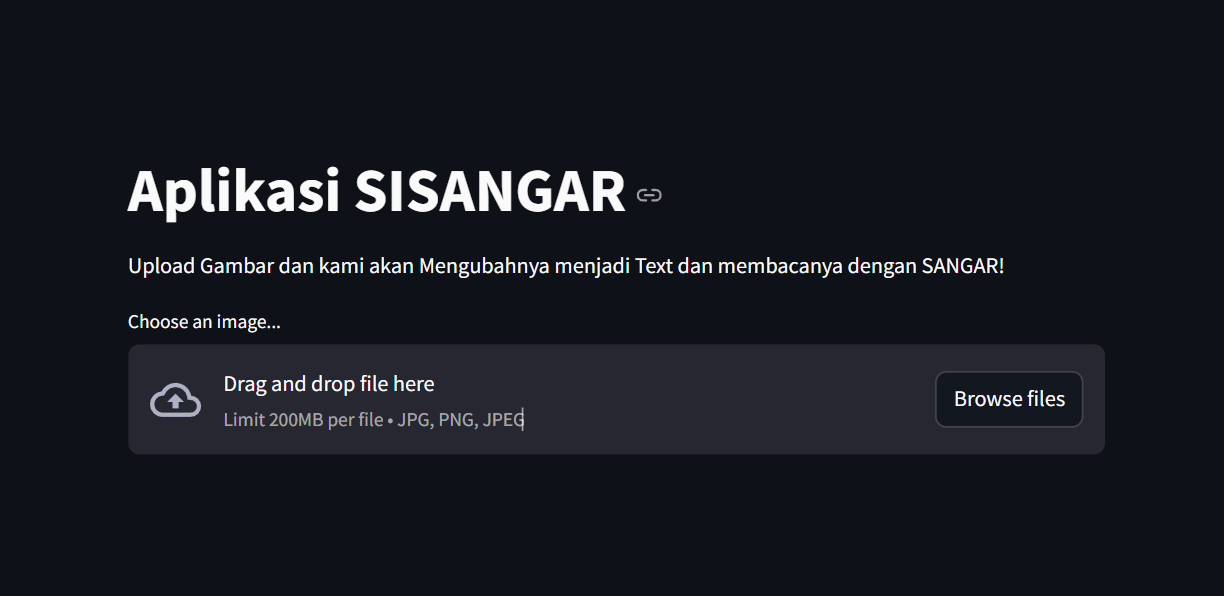 Aplikasi SISANGAR
Upload Gambar dan kami akan Mengubahnya menjadi Text dan membacanya dengan SANGAR!
Choose an image...
Drag and drop file here
Limit 200MB per file • JPG, PNG, JPEG
Browse files